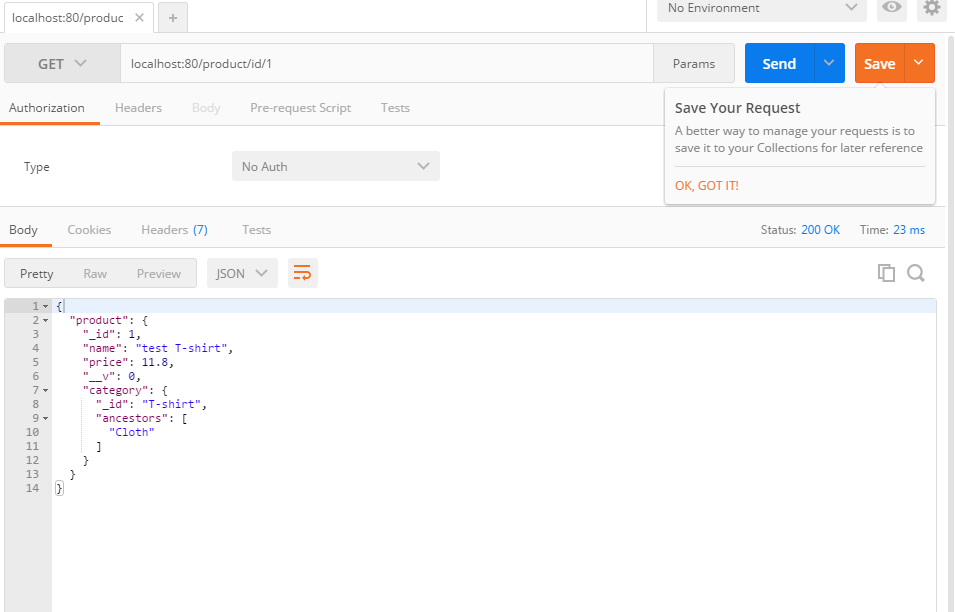 localhost:80/produc
No Environment
GET
localhost:80/product/id/1
Params
Send
Save
Authorization
Headers
Body
Pre-request Script
Tests
Save Your Request
A better way to manage your requests is to
save it to your Collections for later reference
OK, GOT IT!
Type
No Auth
Body
Cookies
Headers (7)
Tests
Status: 200 OK
Time: 23 ms
Pretty
Raw
Preview
JSON
1 {
2 "product": {
3 "_id": 1,
4 "name": "test T-shirt",
5 "price": 11.8,
6 "__v": 0,
7 "category": {
8 "_id": "T-shirt",
9 "ancestors": [
10 "Cloth"
11 ]
12 }
13 }
14 }